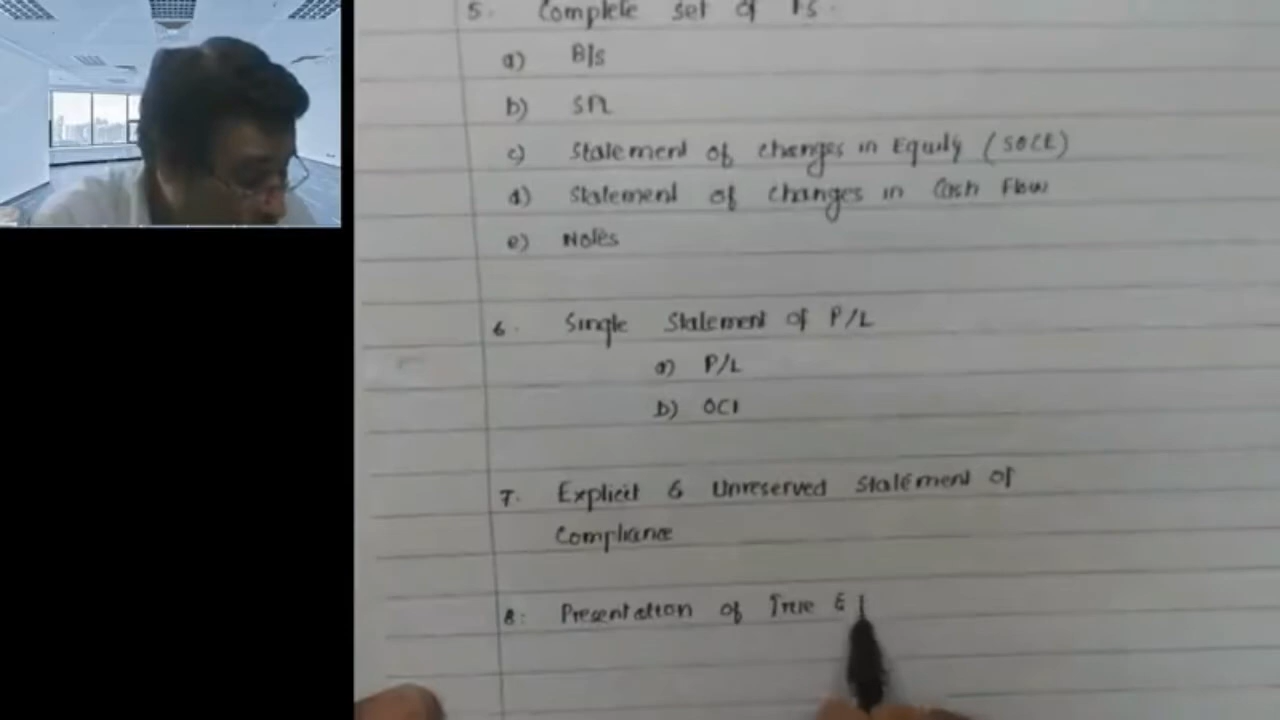 5. Complete set of FS.
a) B/s
b) SPL
c) Statement of changes in Equity (SOCE)
d) Statement of changes in Cash Flow
e) Notes
6. Single Statement of P/L
a) P/L
b) OCI
7. Explicit & Unreserved Statement of
Compliance
8. Presentation of True &